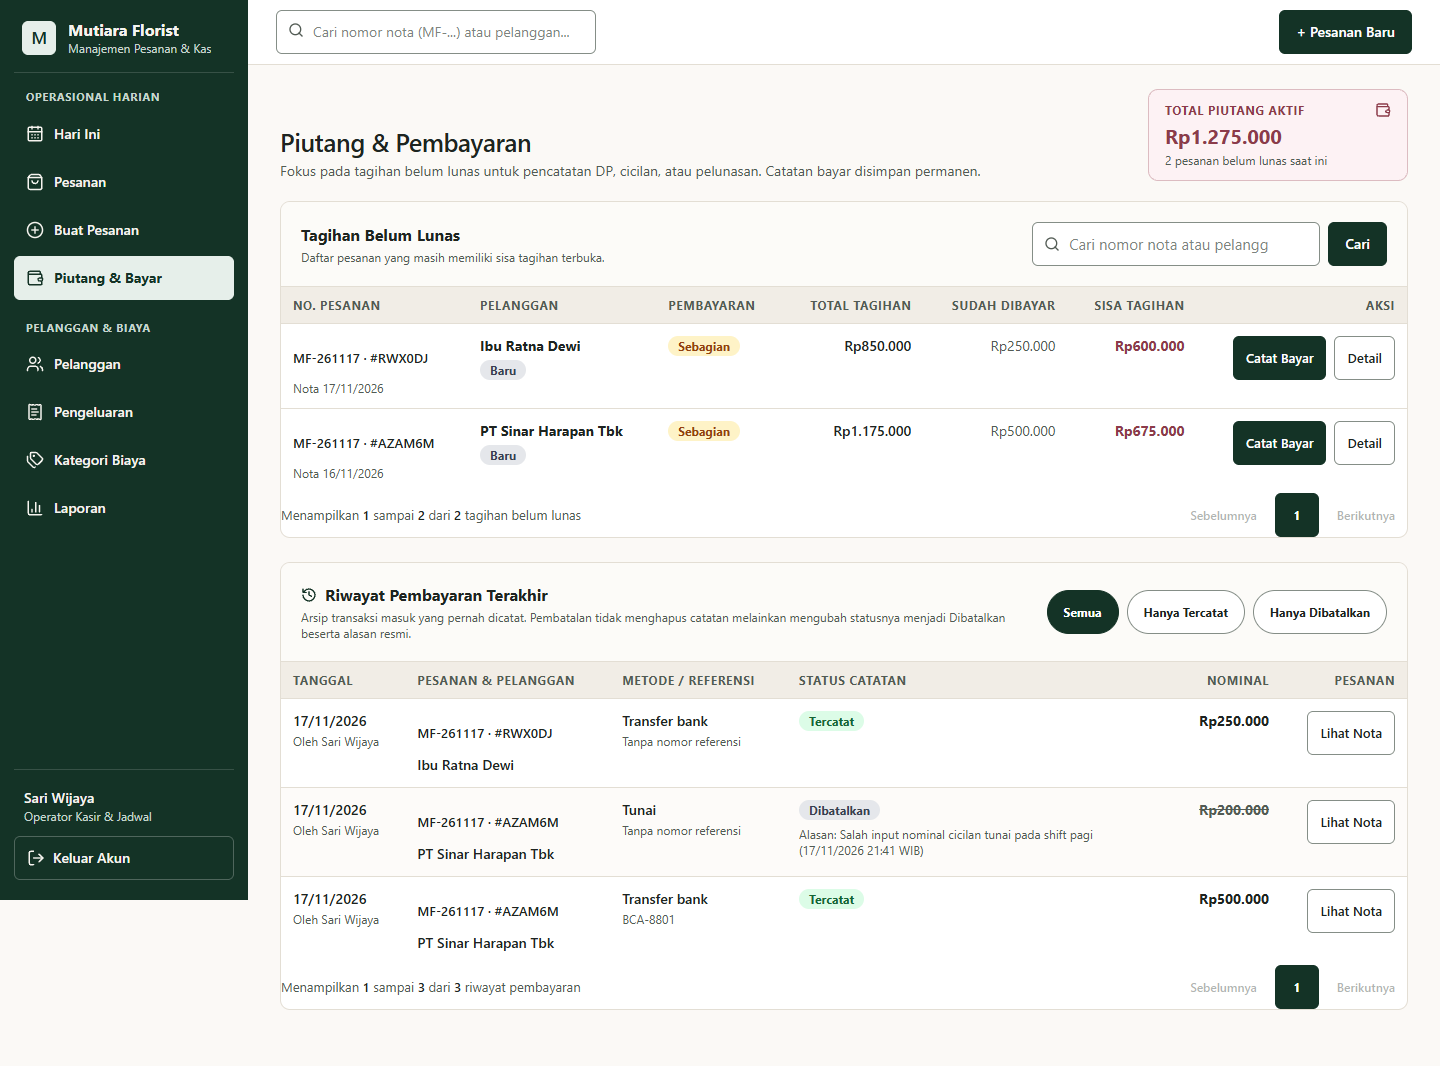 M
Mutiara Florist
Manajemen Pesanan & Kas
OPERASIONAL HARIAN
Hari Ini
Pesanan
Buat Pesanan
Piutang & Bayar
PELANGGAN & BIAYA
Pelanggan
Pengeluaran
Kategori Biaya
Laporan
Sari Wijaya
Operator Kasir & Jadwal
Keluar Akun
Cari nomor nota (MF-...) atau pelanggan...
+ Pesanan Baru
Piutang & Pembayaran
Fokus pada tagihan belum lunas untuk pencatatan DP, cicilan, atau pelunasan. Catatan bayar disimpan permanen.
TOTAL PIUTANG AKTIF
Rp1.275.000
2 pesanan belum lunas saat ini
Tagihan Belum Lunas
Daftar pesanan yang masih memiliki sisa tagihan terbuka.
Cari nomor nota atau pelangg
Cari
NO. PESANAN PELANGGAN PEMBAYARAN TOTAL TAGIHAN SUDAH DIBAYAR SISA TAGIHAN AKSI
MF-261117 · #RWX0DJ
Nota 17/11/2026
Ibu Ratna Dewi
Baru
Sebagian
Rp850.000
Rp250.000
Rp600.000
Catat Bayar
Detail
MF-261117 · #AZAM6M
Nota 16/11/2026
PT Sinar Harapan Tbk
Baru
Sebagian
Rp1.175.000
Rp500.000
Rp675.000
Catat Bayar
Detail
Menampilkan 1 sampai 2 dari 2 tagihan belum lunas
Sebelumnya 1 Berikutnya
Riwayat Pembayaran Terakhir
Arsip transaksi masuk yang pernah dicatat. Pembatalan tidak menghapus catatan melainkan mengubah statusnya menjadi Dibatalkan
beserta alasan resmi.
Semua
Hanya Tercatat
Hanya Dibatalkan
TANGGAL PESANAN & PELANGGAN METODE / REFERENSI STATUS CATATAN NOMINAL PESANAN
17/11/2026
Oleh Sari Wijaya
MF-261117 · #RWX0DJ
Ibu Ratna Dewi
Transfer bank
Tanpa nomor referensi
Tercatat
Rp250.000
Lihat Nota
17/11/2026
Oleh Sari Wijaya
MF-261117 · #AZAM6M
PT Sinar Harapan Tbk
Tunai
Tanpa nomor referensi
Dibatalkan
Alasan: Salah input nominal cicilan tunai pada shift pagi
(17/11/2026 21:41 WIB)
Rp200.000
Lihat Nota
17/11/2026
Oleh Sari Wijaya
MF-261117 · #AZAM6M
PT Sinar Harapan Tbk
Transfer bank
BCA-8801
Tercatat
Rp500.000
Lihat Nota
Menampilkan 1 sampai 3 dari 3 riwayat pembayaran
Sebelumnya 1 Berikutnya